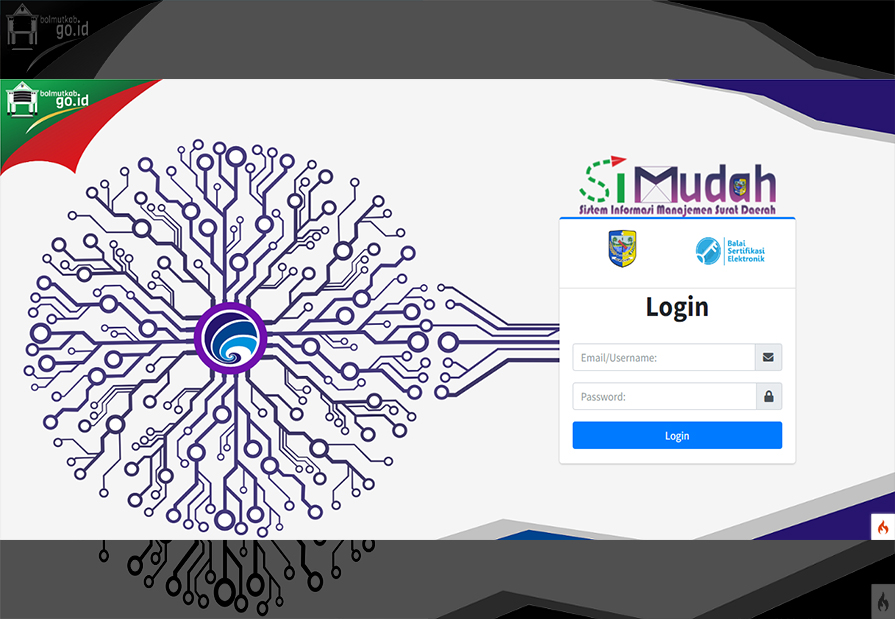 bolmutkab
go.id
bolmutkab
go.id
SiMudah
Sistem Informasi Manajemen Surat Daerah
Balai
Sertifikasi
Elektronik
Login
Email/Username:
Password:
Login